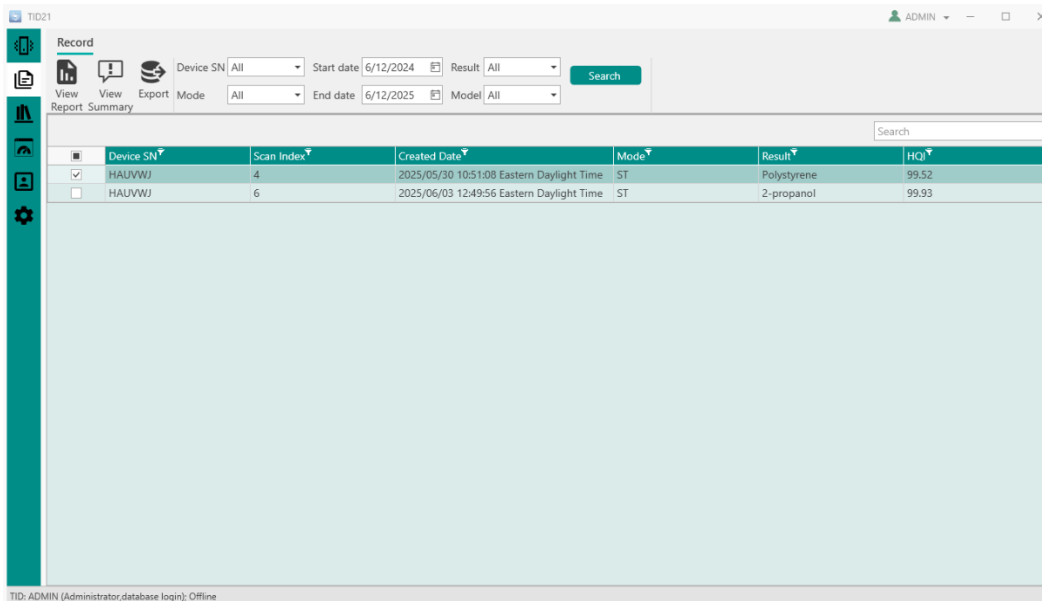 TID21
ADMIN
Record
View Report
View Summary
Export
Device SN All
Start date 6/12/2024
Result All
Search
Mode All
End date 6/12/2025
Model All
Search
Device SN Scan Index Created Date Mode Result HQI
HAUVWJ 4 2025/05/30 10:51:08 Eastern Daylight Time ST Polystyrene 99.52
HAUVWJ 6 2025/06/03 12:49:56 Eastern Daylight Time ST 2-propanol 99.93
TID: ADMIN (Administrator,database login); Offline